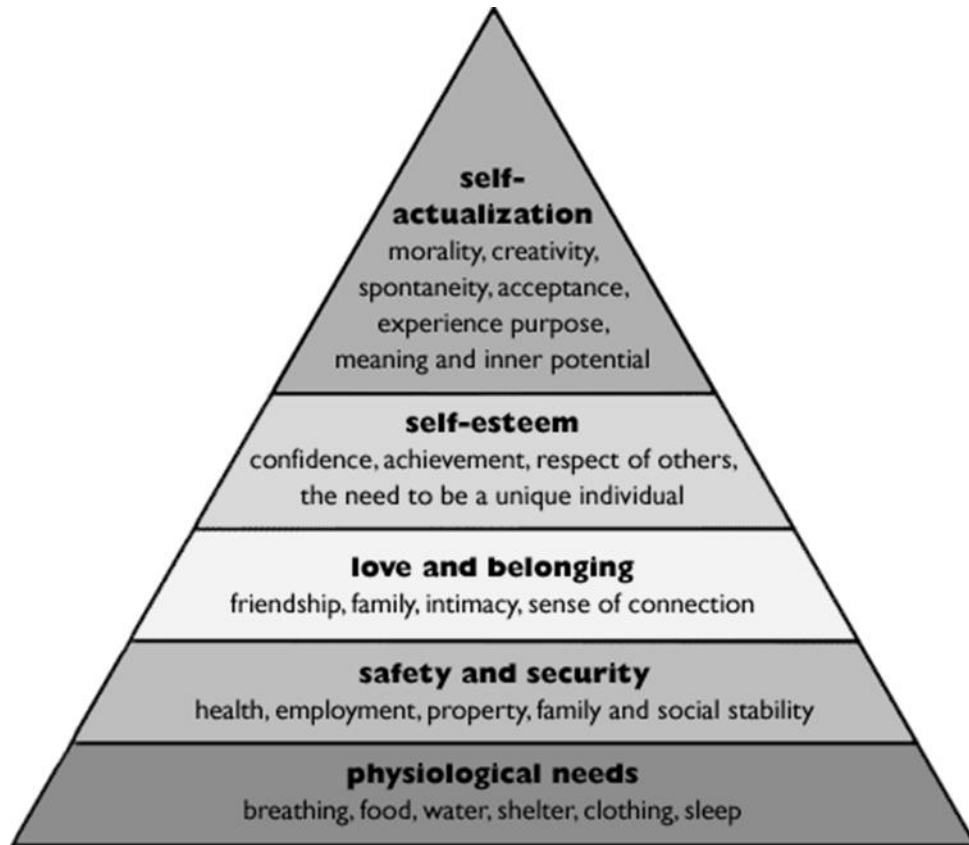 self-
actualization
morality, creativity,
spontaneity, acceptance,
experience purpose,
meaning and inner potential
self-esteem
confidence, achievement, respect of others,
the need to be a unique individual
love and belonging
friendship, family, intimacy, sense of connection
safety and security
health, employment, property, family and social stability
physiological needs
breathing, food, water, shelter, clothing, sleep